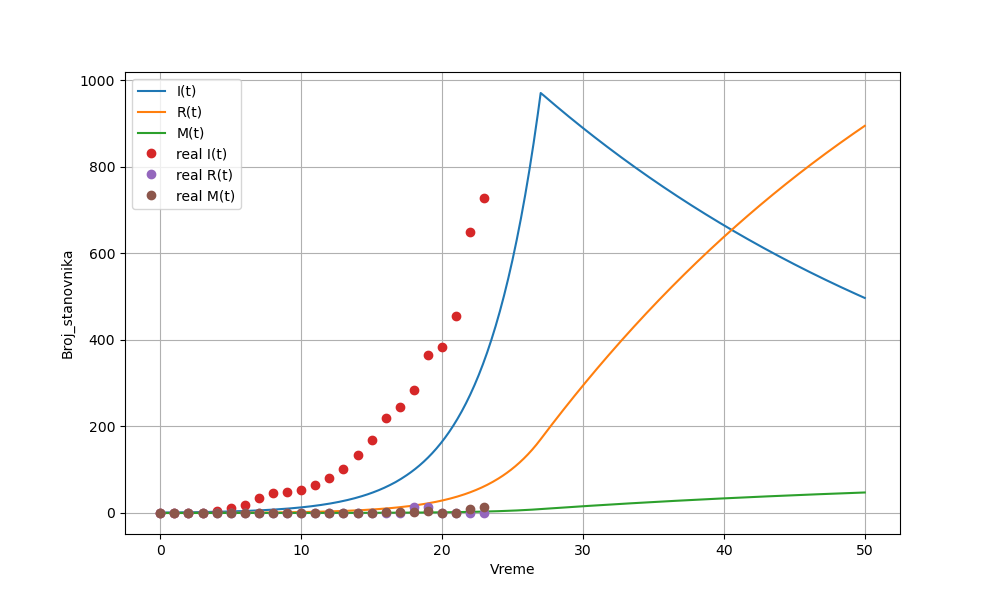 1000
800
600
400
200
0
Broj_stanovnika
I(t)
R(t)
M(t)
real I(t)
real R(t)
real M(t)
0 10 20 30 40 50
Vreme